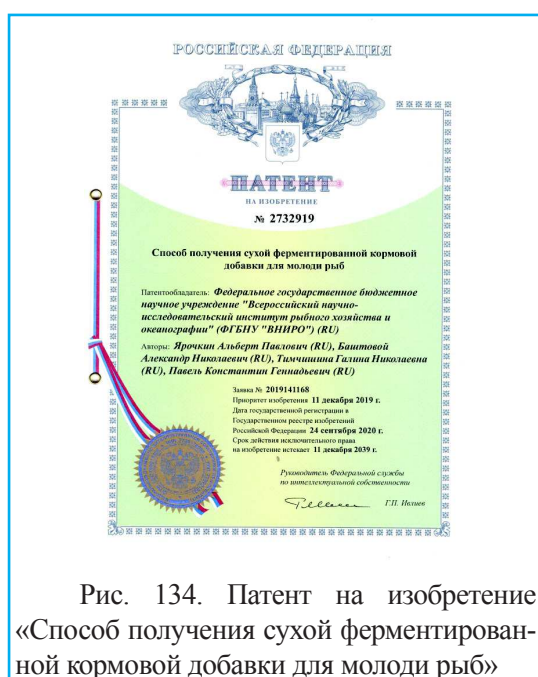 РОССИЙСКАЯ ФЕДЕРАЦИЯ
ПАТЕНТ
НА ИЗОБРЕТЕНИЕ
№ 2732919
Способ получения сухой ферментированной кормовой
добавки для молоди рыб
Патентообладатель: Федеральное государственное бюджетное
научное учреждение "Всероссийский научно-
исследовательский институт рыбного хозяйства и
океанографии" (ФГБНУ "ВНИРО") (RU)
Авторы: Ярочкин Альберт Павлович (RU), Баштовой
Александр Николаевич (RU), Тимчишина Галина Николаевна
(RU), Павель Константин Геннадьевич (RU)
Заявка № 2019141168
Приоритет изобретения 11 декабря 2019 г.
Дата государственной регистрации в
Государственном реестре изобретений
Российской Федерации 24 сентября 2020 г.
Срок действия исключительного права
на изобретение истекает 11 декабря 2039 г.
Руководитель Федеральной службы
по интеллектуальной собственности
Г.П. Ивлиев
Рис. 134. Патент на изобретение
«Способ получения сухой ферментирован-
ной кормовой добавки для молоди рыб»